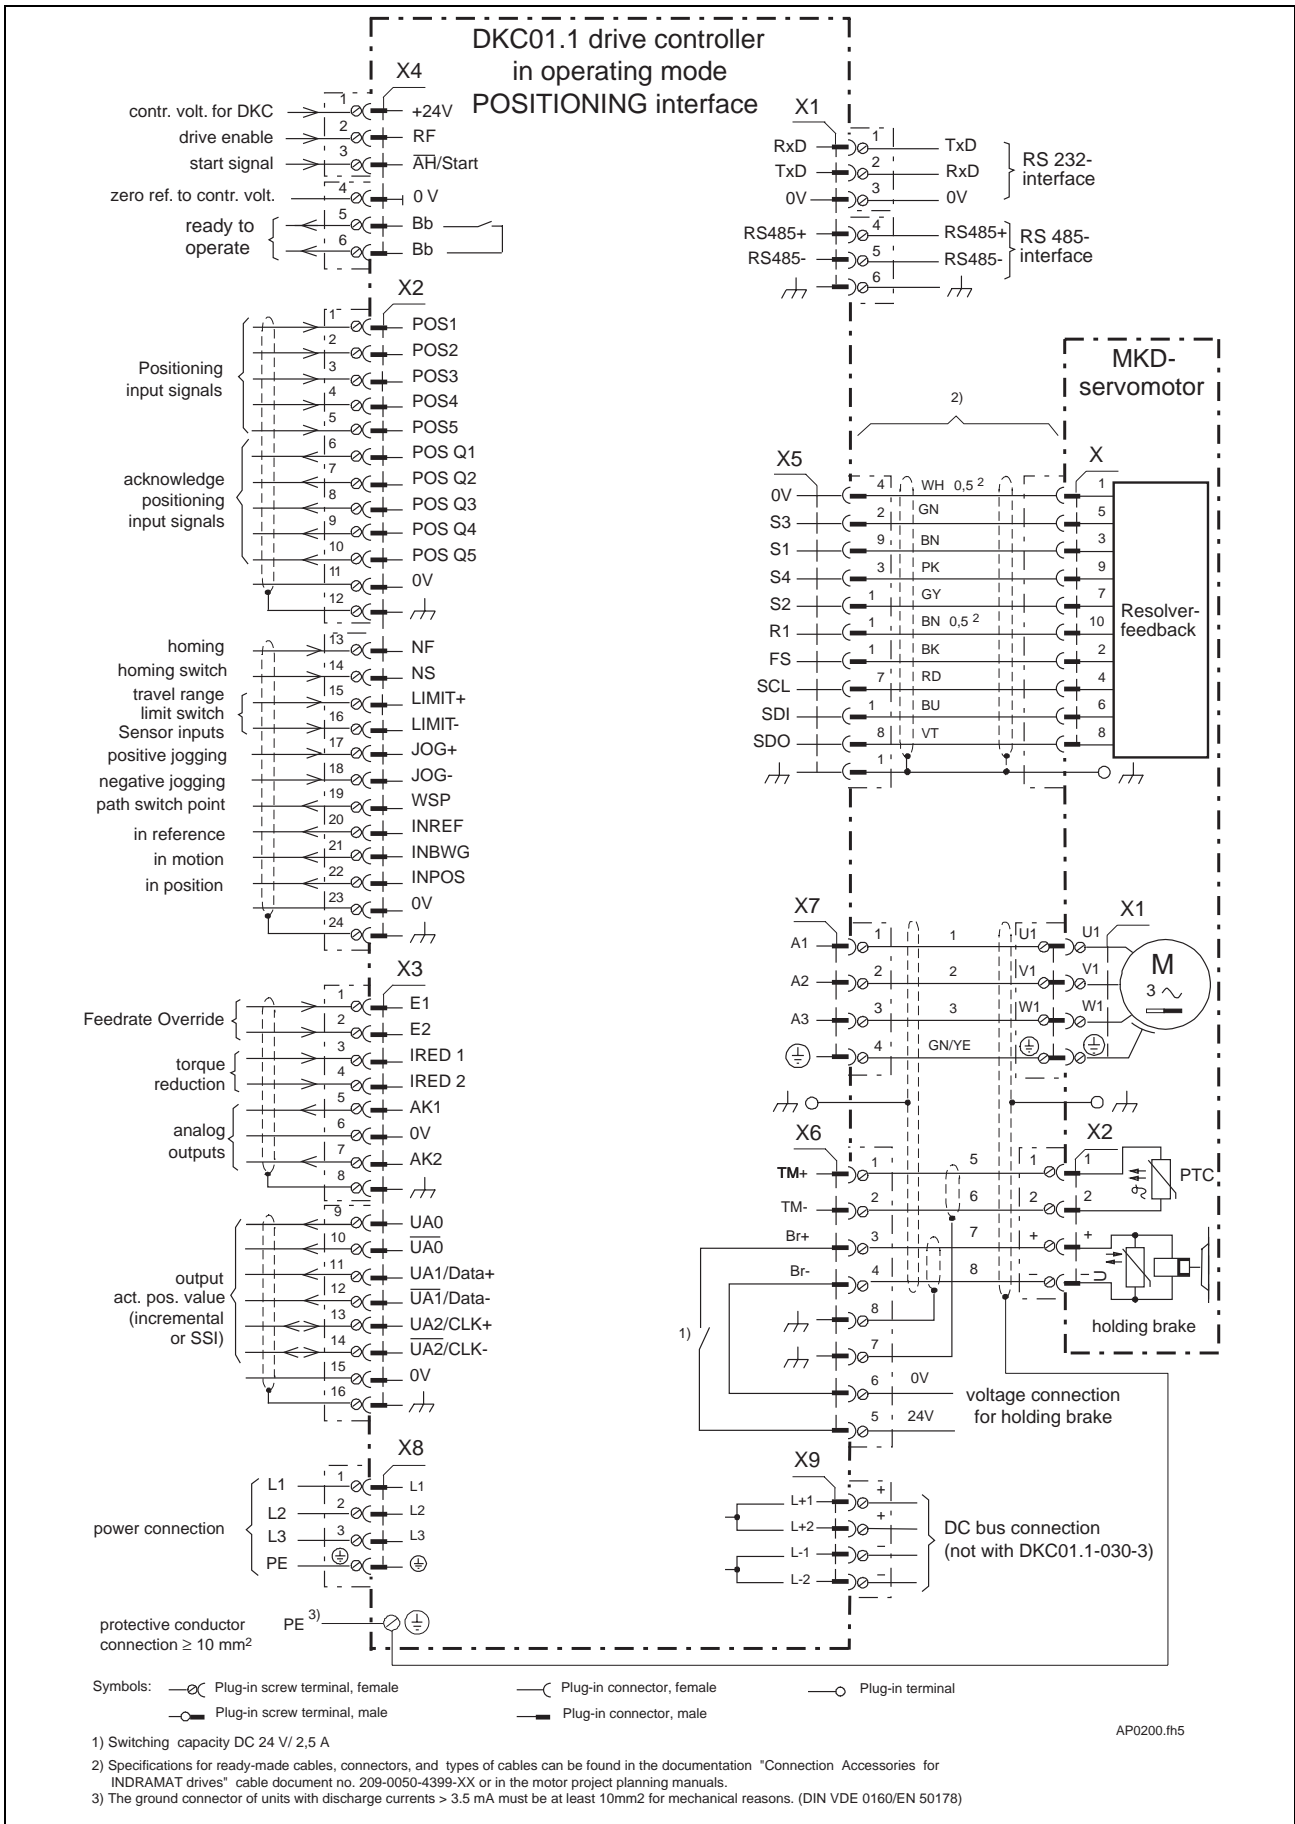 DKC01.1 drive controller
in operating mode
POSITIONING interface
X4
contr. volt. for DKC 1 +24V
drive enable 2 RF
start signal 3 AH/Start
zero ref. to contr. volt. 4 0 V
ready to
operate
5 Bb
6 Bb
X2
Positioning
input signals
1 POS1
2 POS2
3 POS3
4 POS4
5 POS5
acknowledge
positioning
input signals
6 POS Q1
7 POS Q2
8 POS Q3
9 POS Q4
10 POS Q5
11 0V
12
homing 13 NF
homing switch 14 NS
travel range
limit switch
Sensor inputs
15 LIMIT+
16 LIMIT-
positive jogging 17 JOG+
negative jogging 18 JOG-
path switch point 19 WSP
in reference 20 INREF
in motion 21 INBWG
in position 22 INPOS
23 0V
24
X3
Feedrate Override
1 E1
2 E2
torque
reduction
3 IRED 1
4 IRED 2
analog
outputs
5 AK1
6 0V
7 AK2
8
output
act. pos. value
(incremental
or SSI)
9 UA0
10 UA0
11 UA1/Data+
12 UA1/Data-
13 UA2/CLK+
14 UA2/CLK-
15 0V
16
X8
power connection
L1 1 L1
L2 2 L2
L3 3 L3
PE
protective conductor
connection ≥ 10 mm2
PE 3)
X1
RxD 1 TxD
TxD 2 RxD
0V 3 0V
RS 232-
interface
RS485+ 4 RS485+
RS485- 5 RS485-
6
RS 485-
interface
MKD-
servomotor
2)
X5 X
0V 4 WH 0,5 2 1
S3 2 GN 5
S1 9 BN 3
S4 3 PK 9
S2 1 GY 7
R1 1 BN 0,5 2 10
FS 1 BK 2
SCL 7 RD 4
SDI 1 BU 6
SDO 8 VT 8
1
Resolver-
feedback
X7 X1
A1 1 1 U1 U1
A2 2 2 V1 V1
A3 3 3 W1 W1
4 GN/YE
M
3
X6 X2
TM+ 1 5 1 1
TM- 2 6 2 2
PTC
Br+ 3 7 + +
Br- 4 8 - -
8
7
holding brake
1)
6 0V
5 24V
voltage connection
for holding brake
X9
L+1 +
L+2 +
L-1 -
L-2 -
DC bus connection
(not with DKC01.1-030-3)
Symbols: Plug-in screw terminal, female Plug-in connector, female Plug-in terminal
Plug-in screw terminal, male Plug-in connector, male
AP0200.fh5
1) Switching capacity DC 24 V/ 2,5 A
2) Specifications for ready-made cables, connectors, and types of cables can be found in the documentation "Connection Accessories for
INDRAMAT drives" cable document no. 209-0050-4399-XX or in the motor project planning manuals.
3) The ground connector of units with discharge currents > 3.5 mA must be at least 10mm2 for mechanical reasons. (DIN VDE 0160/EN 50178)